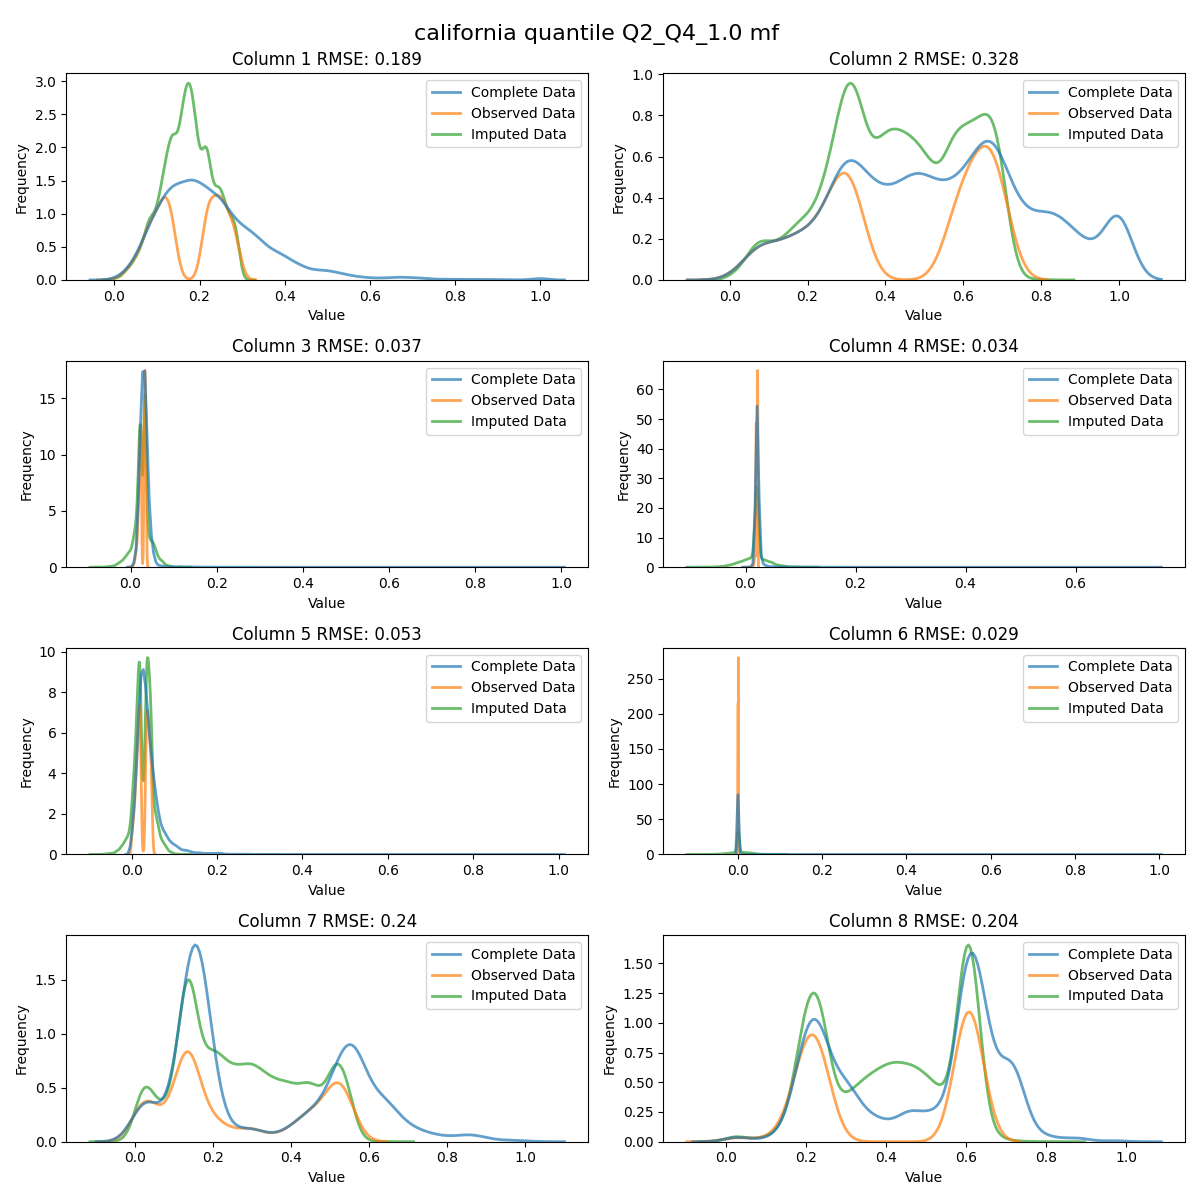 california quantile Q2_Q4_1.0 mf
Column 1 RMSE: 0.189
Frequency
3.0
2.5
2.0
1.5
1.0
0.5
0.0
Complete Data
Observed Data
Imputed Data
0.0 0.2 0.4 0.6 0.8 1.0
Value
Column 2 RMSE: 0.328
Frequency
1.0
0.8
0.6
0.4
0.2
0.0
Complete Data
Observed Data
Imputed Data
0.0 0.2 0.4 0.6 0.8 1.0
Value
Column 3 RMSE: 0.037
Frequency
15
10
5
0
Complete Data
Observed Data
Imputed Data
0.0 0.2 0.4 0.6 0.8 1.0
Value
Column 4 RMSE: 0.034
Frequency
60
50
40
30
20
10
0
Complete Data
Observed Data
Imputed Data
0.0 0.2 0.4 0.6
Value
Column 5 RMSE: 0.053
Frequency
10
8
6
4
2
0
Complete Data
Observed Data
Imputed Data
0.0 0.2 0.4 0.6 0.8 1.0
Value
Column 6 RMSE: 0.029
Frequency
250
200
150
100
50
0
Complete Data
Observed Data
Imputed Data
0.0 0.2 0.4 0.6 0.8 1.0
Value
Column 7 RMSE: 0.24
Frequency
1.5
1.0
0.5
0.0
Complete Data
Observed Data
Imputed Data
0.0 0.2 0.4 0.6 0.8 1.0
Value
Column 8 RMSE: 0.204
Frequency
1.50
1.25
1.00
0.75
0.50
0.25
0.00
Complete Data
Observed Data
Imputed Data
0.0 0.2 0.4 0.6 0.8 1.0
Value